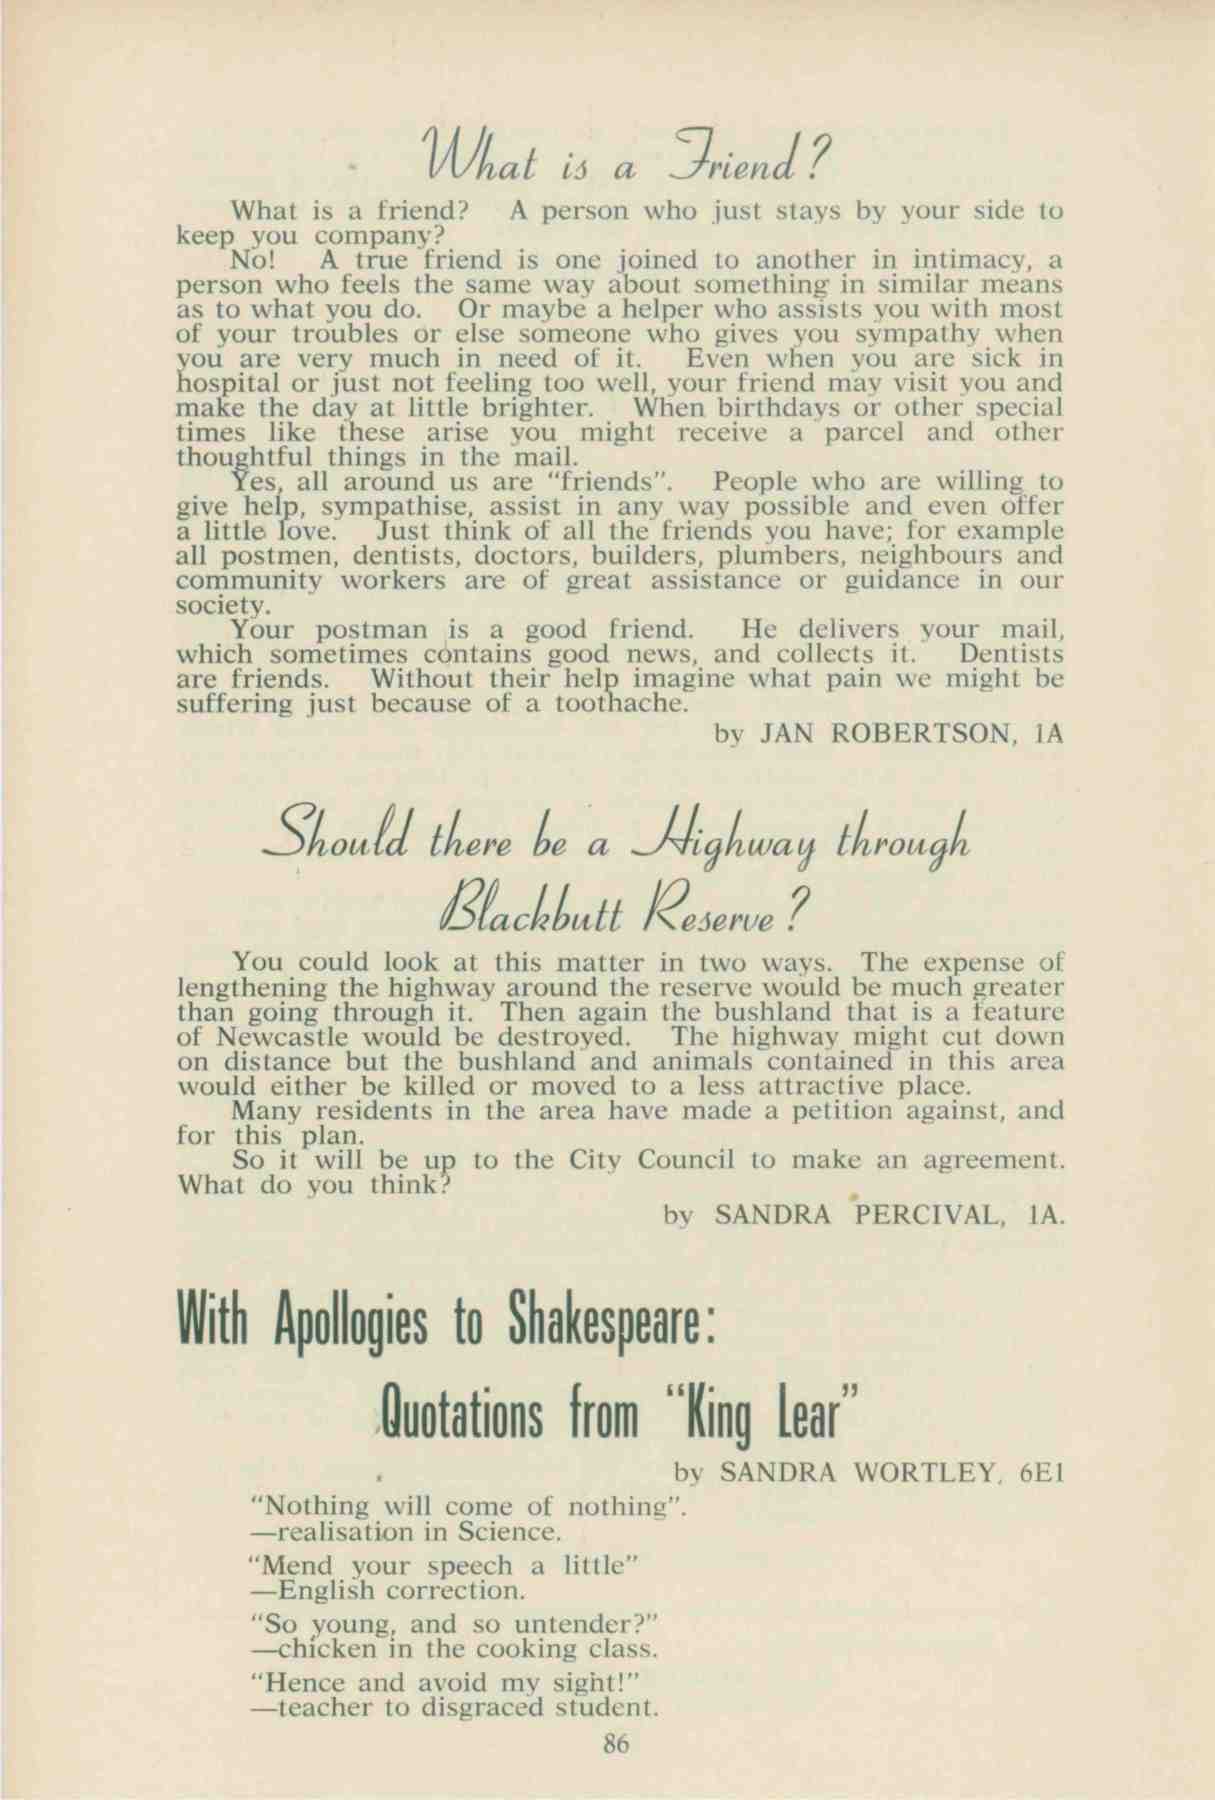 What is a Friend?
What is a friend? A person who just stays by your side to
keep you company?
No! A true friend is one joined to another in intimacy, a
person who feels the same way about something in similar means
as to what you do. Or maybe a helper who assists you with most
of your troubles or else someone who gives you sympathy when
you are very much in need of it. Even when you are sick in
hospital or just not feeling too well, your friend may visit you and
make the day at little brighter. When birthdays or other special
times like these arise you might receive a parcel and other
thoughtful things in the mail.
Yes, all around us are "friends". People who are willing to
give help, sympathise, assist in any way possible and even offer
a little love. Just think of all the friends you have; for example
all postmen, dentists, doctors, builders, plumbers, neighbours and
community workers are of great assistance or guidance in our
society.
Your postman is a good friend. He delivers your mail,
which sometimes contains good news, and collects it. Dentists
are friends. Without their help imagine what pain we might be
suffering just because of a toothache.
by JAN ROBERTSON, 1A
Should there be a Highway through
Blackbutt Reserve?
You could look at this matter in two ways. The expense of
lengthening the highway around the reserve would be much greater
than going through it. Then again the bushland that is a feature
of Newcastle would be destroyed. The highway might cut down
on distance but the bushland and animals contained in this area
would either be killed or moved to a less attractive place.
Many residents in the area have made a petition against, and
for this plan.
So it will be up to the City Council to make an agreement.
What do you think?
by SANDRA PERCIVAL, 1A.
With Apollogies to Shakespeare:
Quotations from "King Lear"
by SANDRA WORTLEY, 6E1
"Nothing will come of nothing".
—realisation in Science.
"Mend your speech a little"
—English correction.
"So young, and so untender?"
—chicken in the cooking class.
"Hence and avoid my sight!"
—teacher to disgraced student.
86